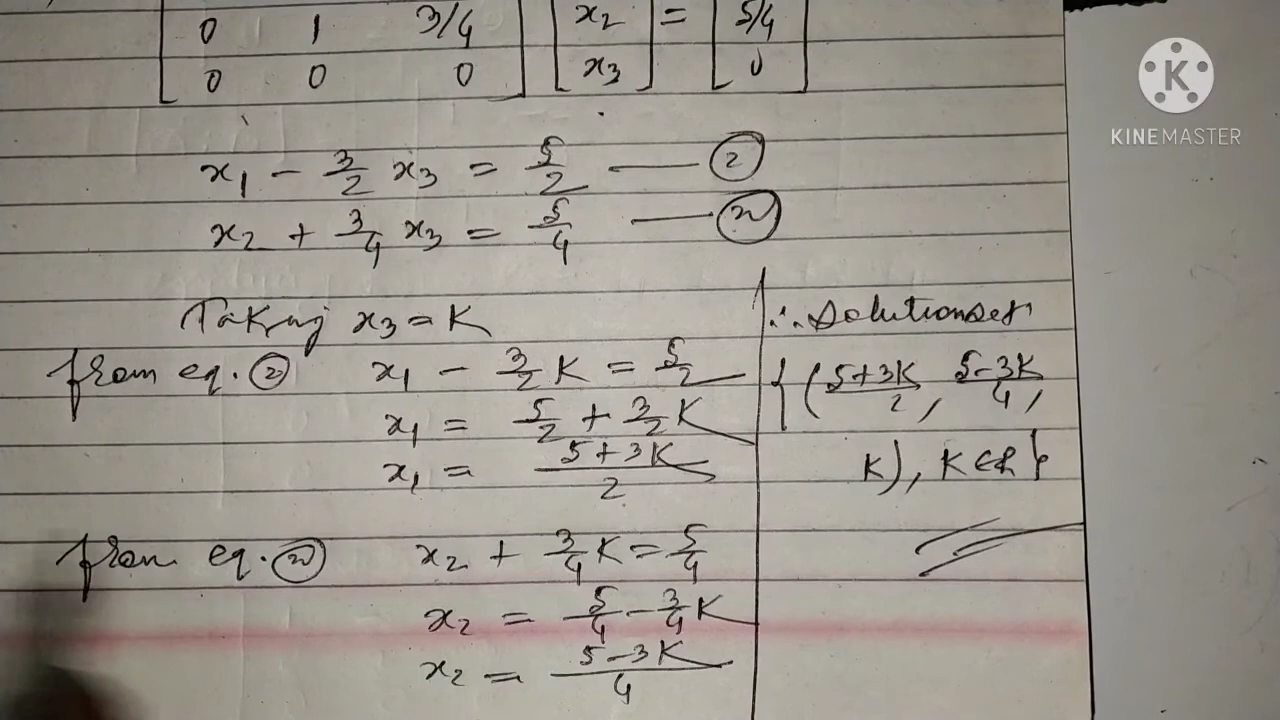 0 1 3/4 x2 = 5/4
0 0 0 x3 0
x1 - 3/2 x3 = 5/2 —— (2)
x2 + 3/4 x3 = 5/4 ——
Taking x3 = K
from eq. (2) x1 - 3/2 K = 5/2
x1 = 5/2 + 3/2 K
x1 = 5+3K/2
from eq. x2 + 3/4 K = 5/4
x2 = 5/4 - 3/4 K
x2 = 5-3K/4
∴ Solution set
{(5+3K/2, 5-3K/4,
K), K∈R}
K
KINEMASTER